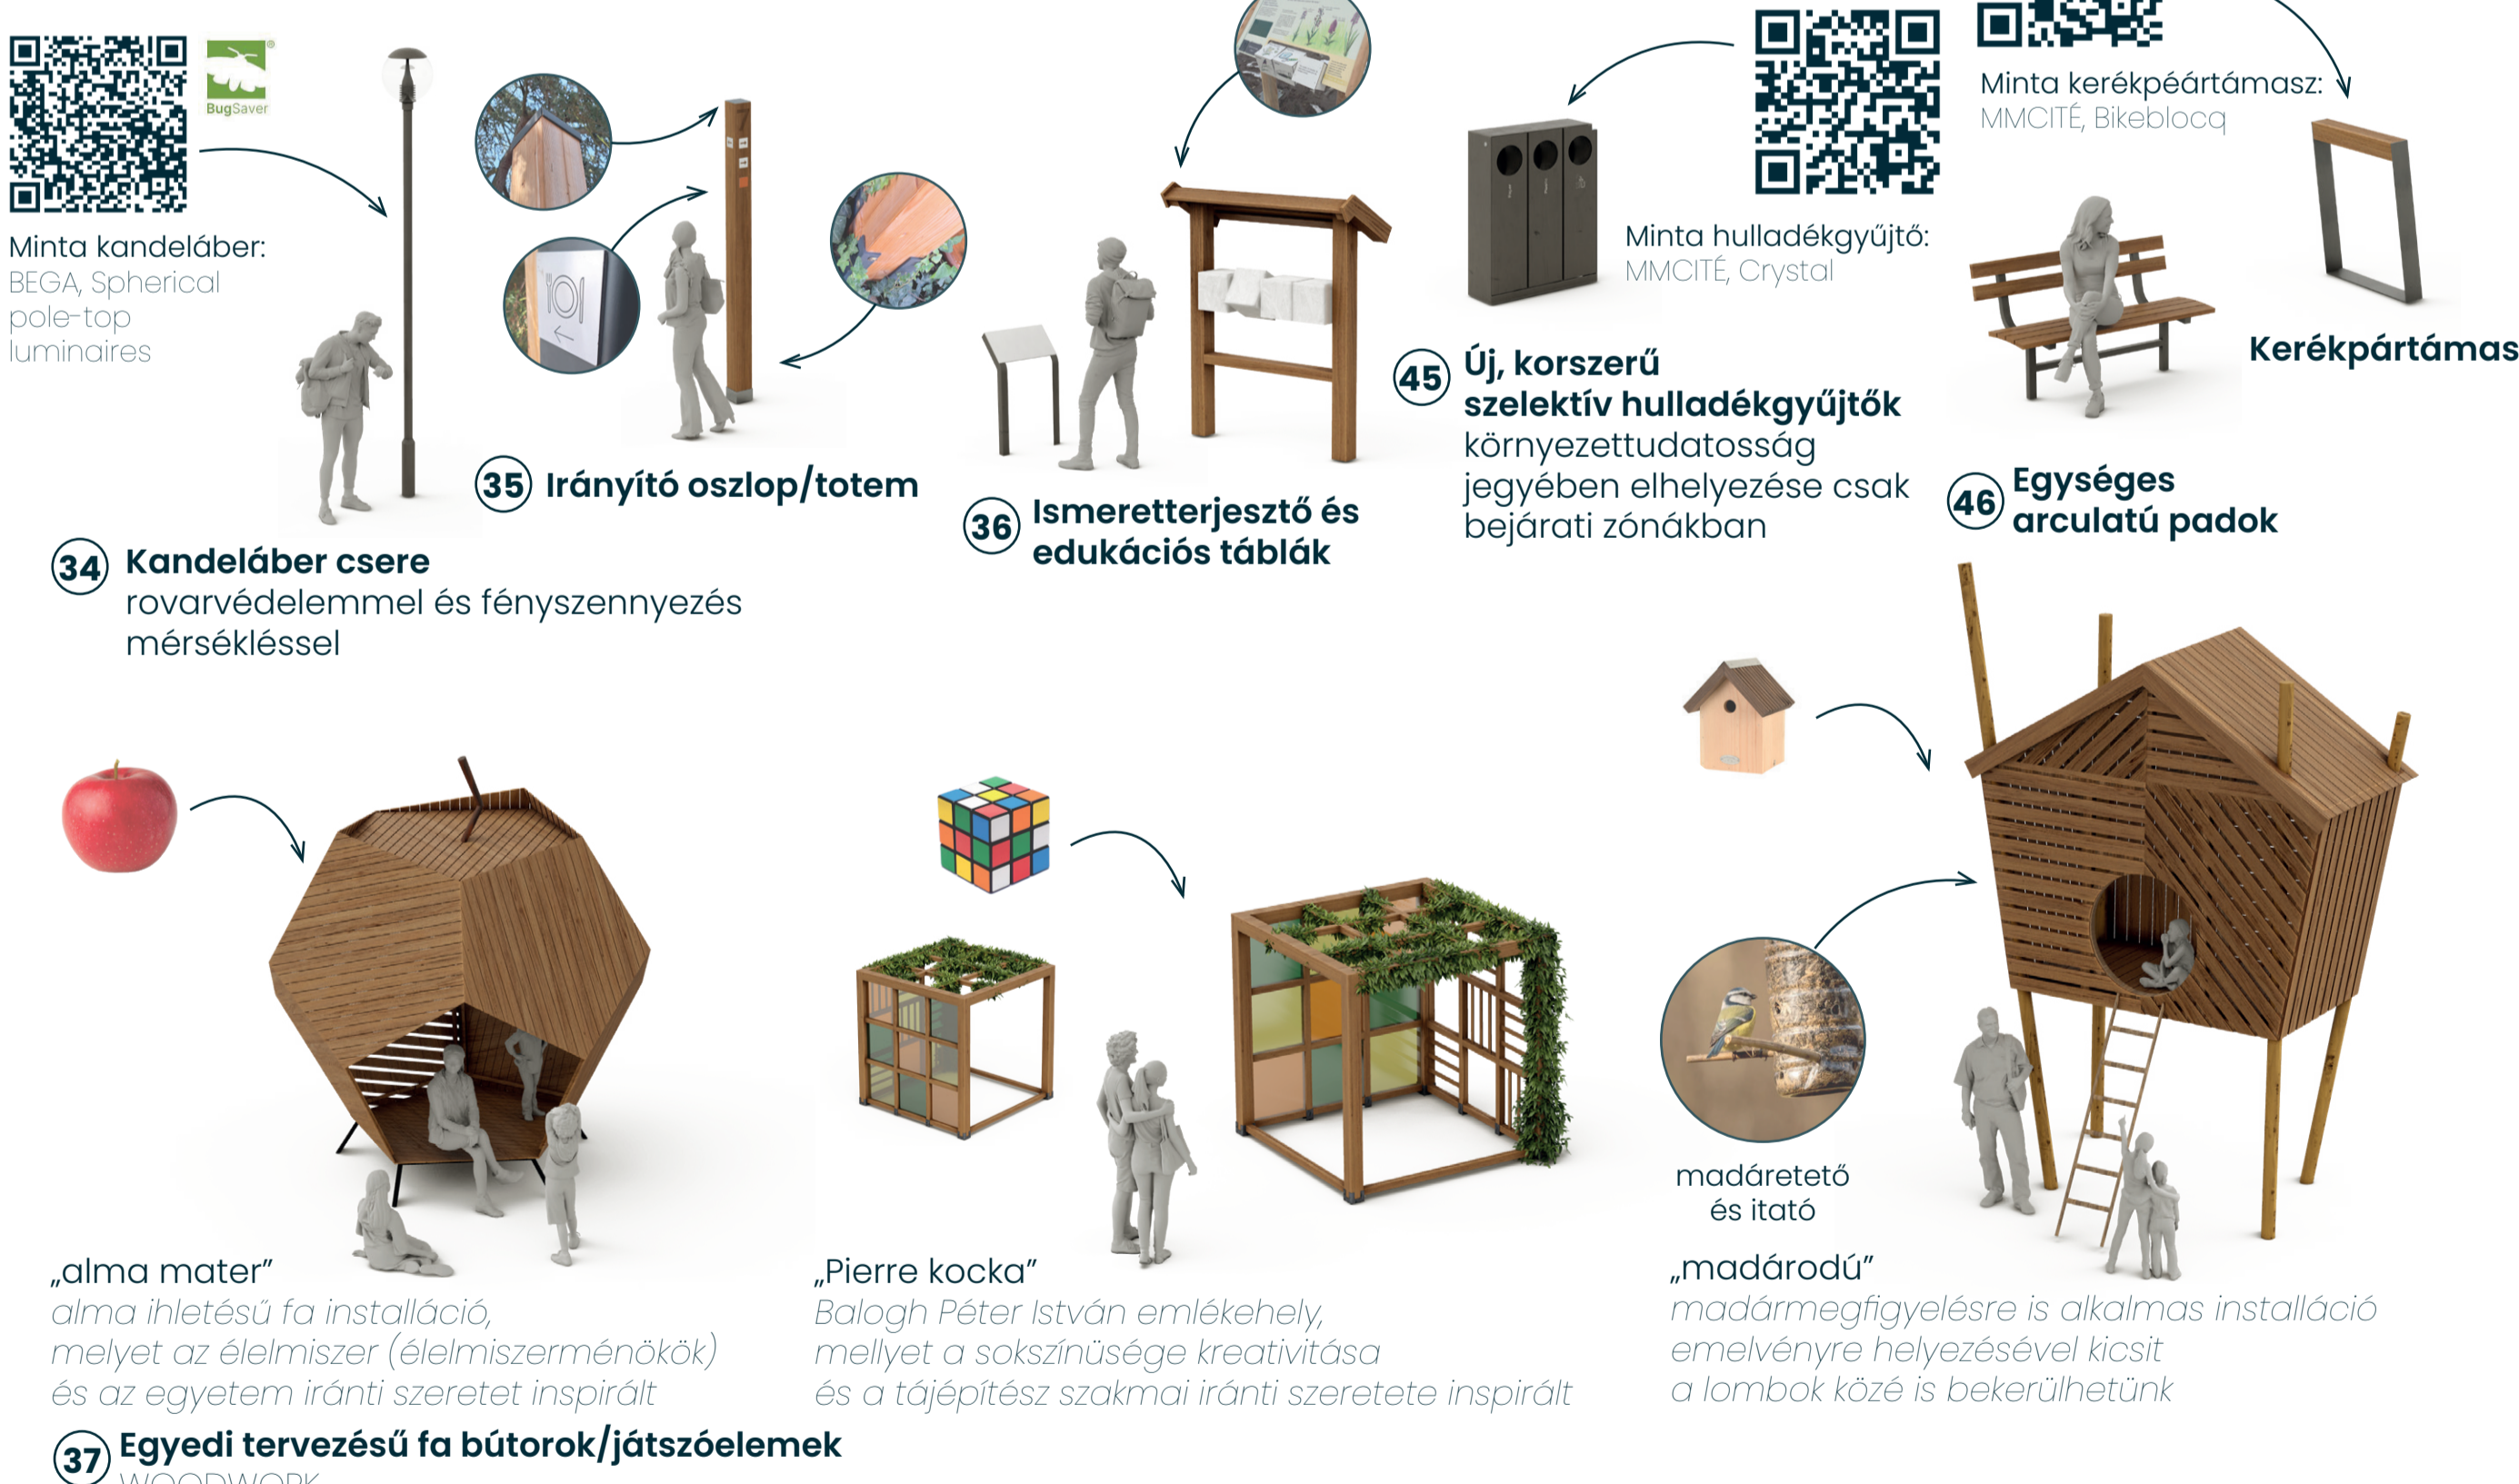 BugSaver
Minta kandeláber:
BEGA, Spherical
pole-top
luminaires
34
Kandeláber csere
rovarvédelemmel és fényszennyezés
mérsékléssel
35
Irányító oszlop/totem
36
Ismeretterjesztő és
edukációs táblák
Minta hulladékgyűjtő:
MMCITÉ, Crystal
45
Új, korszerű
szelektív hulladékgyűjtők
környezettudatosság
jegyében elhelyezése csak
bejárati zónákban
Minta kerékpéártámasz:
MMCITÉ, Bikeblocq
Kerékpártámas
46
Egységes
arculatú padok
„alma mater”
alma ihletésű fa installáció,
melyet az élelmiszer (élelmiszerménökök)
és az egyetem iránti szeretet inspirált
„Pierre kocka”
Balogh Péter István emlékehely,
mellyet a sokszínüsége kreativitása
és a tájépítész szakmai iránti szeretete inspirált
madáretető
és itató
„madárodú”
madármegfigyelésre is alkalmas installáció
emelvényre helyezésével kicsit
a lombok közé is bekerülhetünk
37
Egyedi tervezésű fa bútorok/játszóelemek
WOODWORK